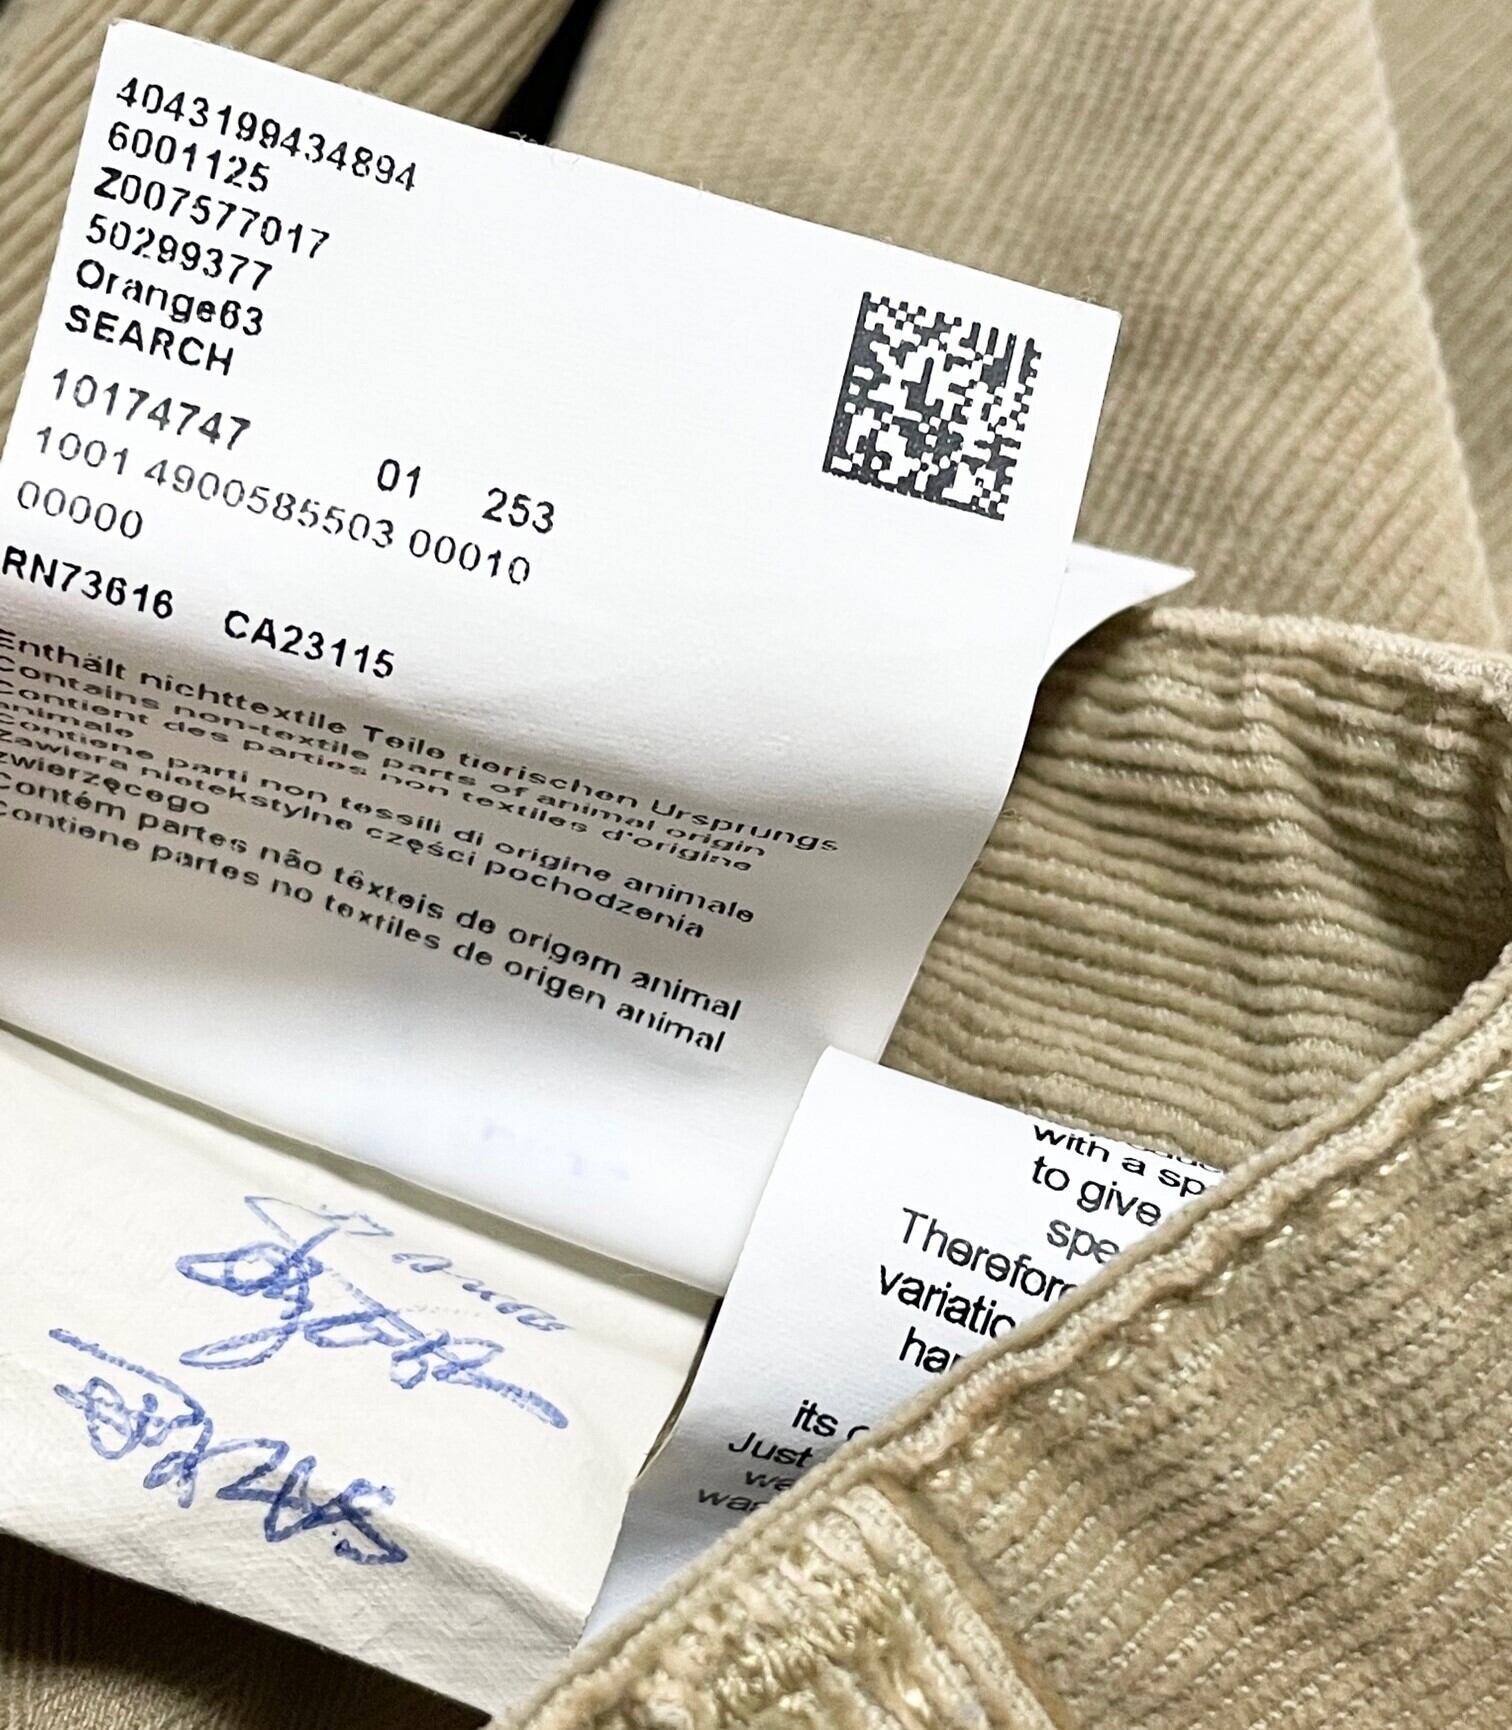 4043199434894
6001125
Z007577017
50299377
Orange63
SEARCH
10174747 01 253
1001 4900585503 00010
00000
RN73616 CA23115
Enthält nichttextile Teile tierischen Ursprungs
Contains non-textile parts of animal origin
Contient des parties non textiles d'origine
animale
Contiene parti non tessili di origine animale
Zawiera nietekstylne części pochodzenia
zwierzęcego
Contém partes não têxteis de origem animal
Contiene partes no textiles de origen animal
with a sp
to give
spe
Therefore
variatio
ha
its
Just
we
wa